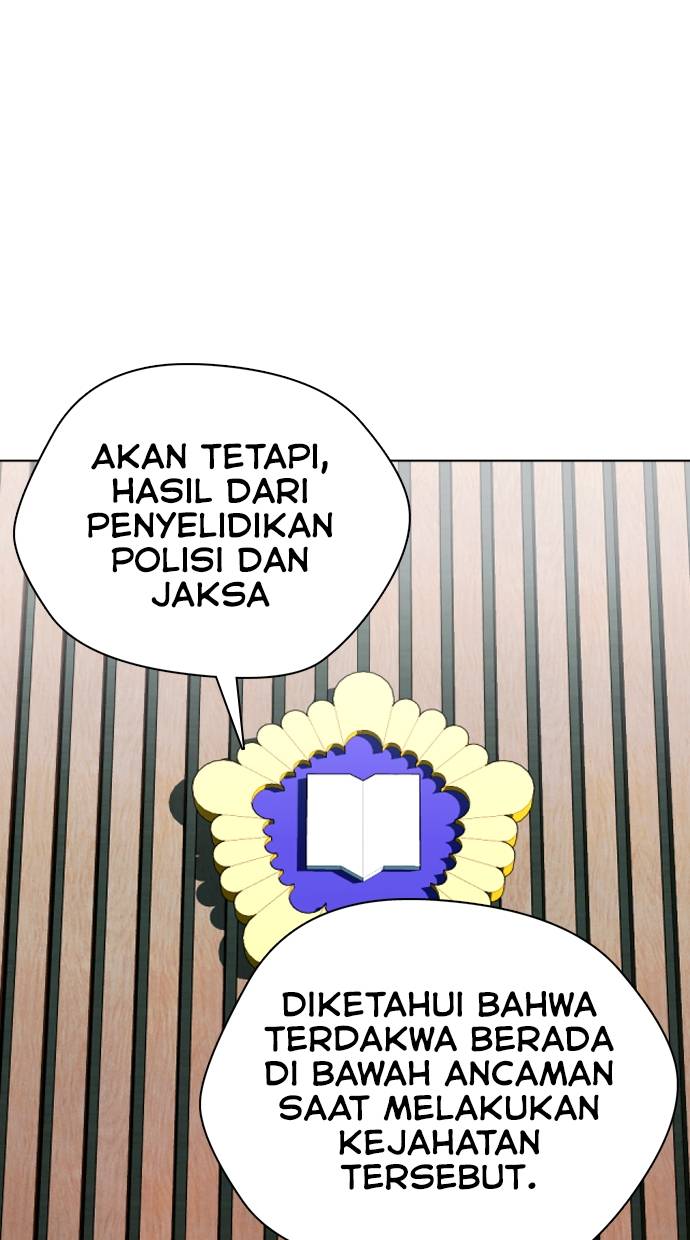 AKAN TETAPI,
HASIL DARI
PENYELIDIKAN
POLISI DAN
JAKSA
DIKETAHUI BAHWA
TERDAKWA BERADA
DI BAWAH ANCAMAN
SAAT MELAKUKAN
KEJAHATAN
TERSEBUT.